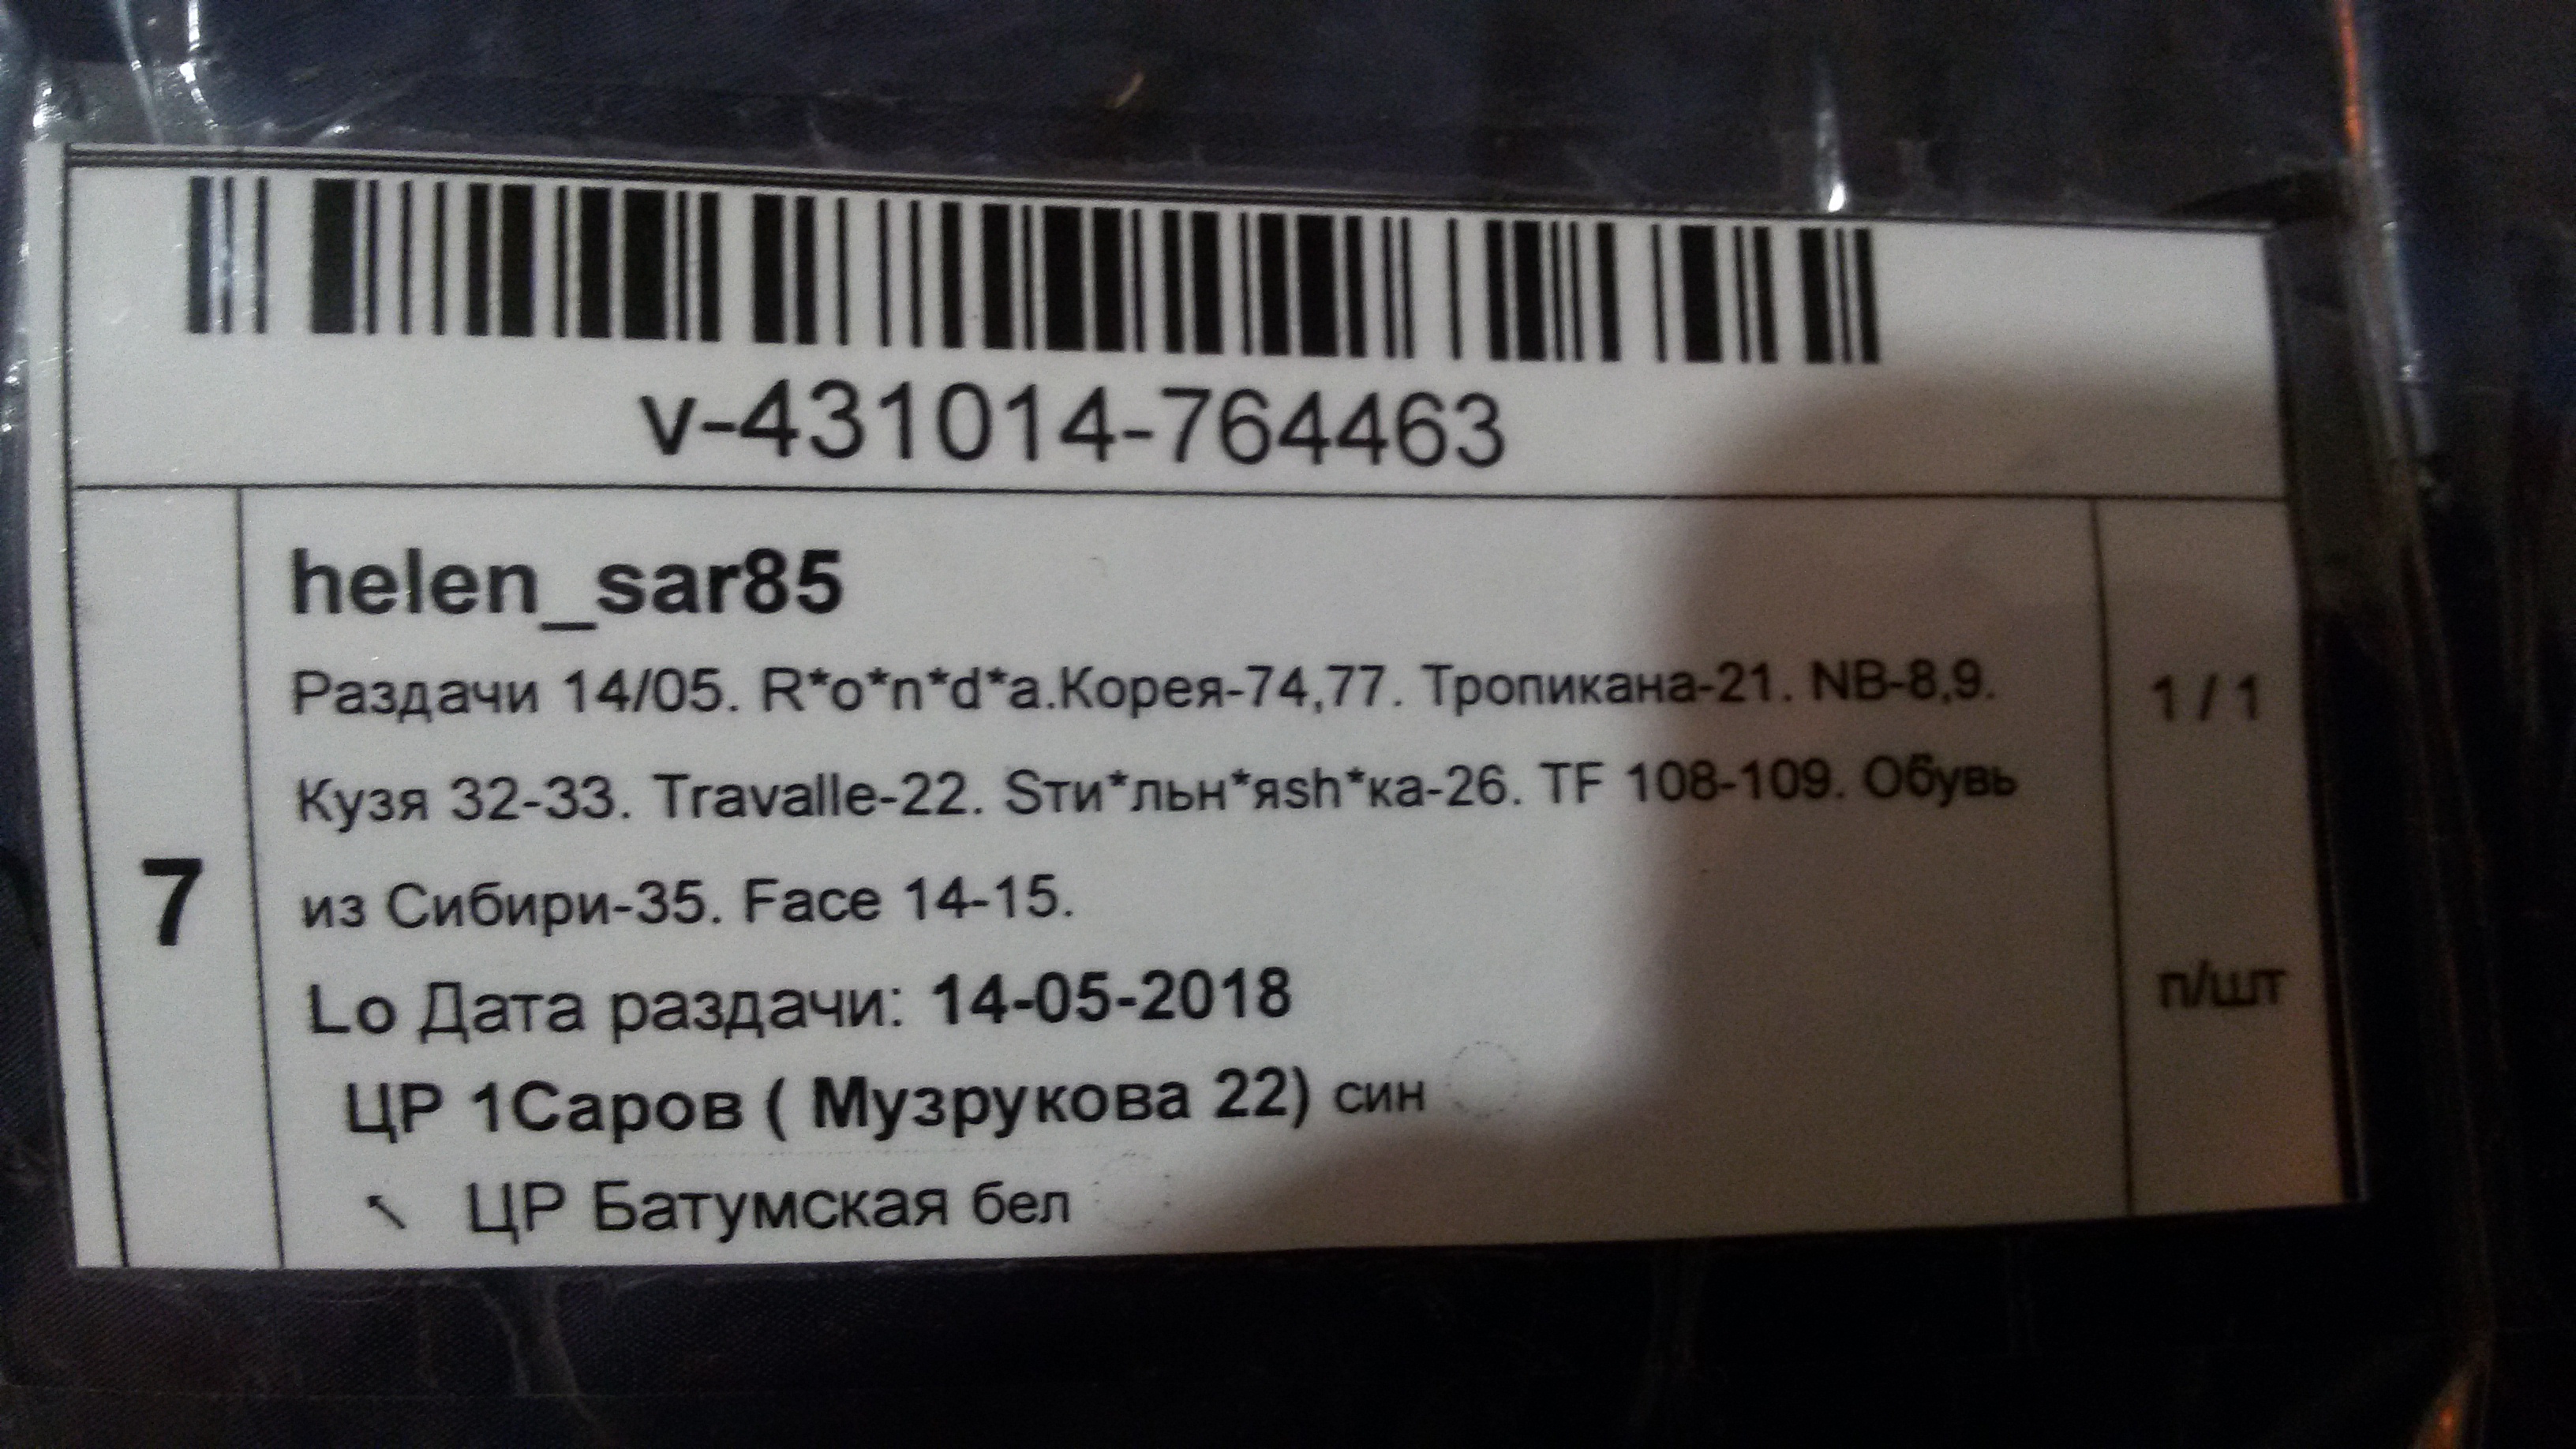 v-431014-764463
helen_sar85
Раздачи 14/05. R*o*n*d*a.Корея-74,77. Тропикана-21. NB-8,9.
1 / 1
Кузя 32-33. Travalle-22. Sти*льн*яsh*ка-26. TF 108-109. Обувь
7
из Сибири-35. Face 14-15.
Lo Дата раздачи: 14-05-2018
п/шт
ЦР 1Саров ( Музрукова 22) син
ЦР Батумская бел